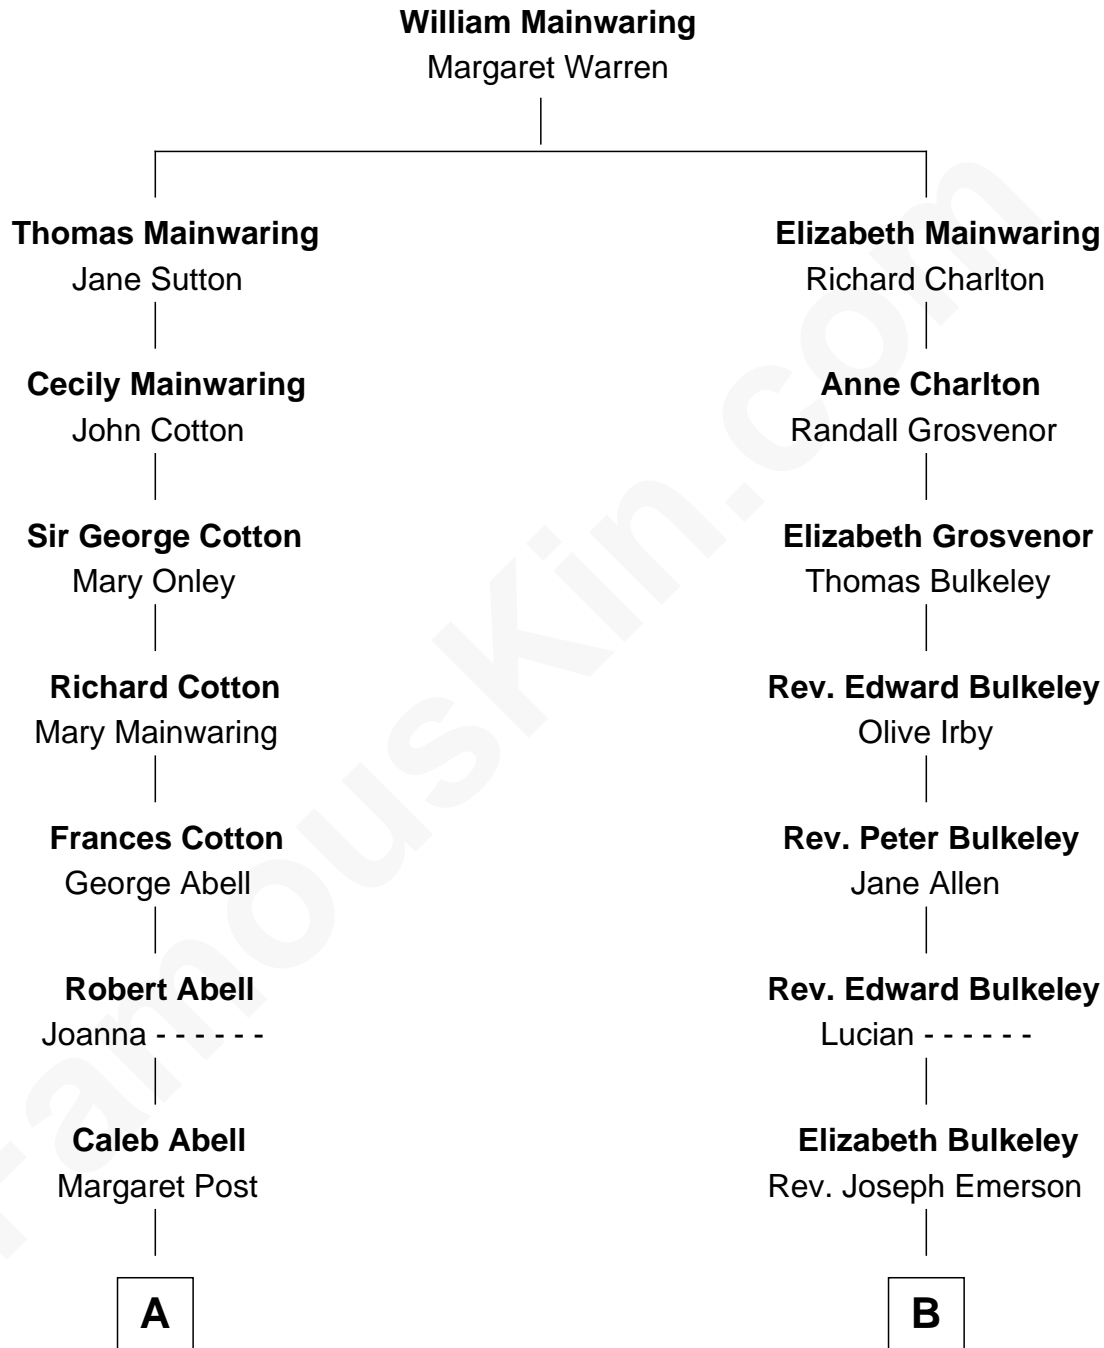 William Mainwaring
Margaret Warren
Thomas Mainwaring
Jane Sutton
Cecily Mainwaring
John Cotton
Sir George Cotton
Mary Onley
Richard Cotton
Mary Mainwaring
Frances Cotton
George Abell
Robert Abell
Joanna - - - - - -
Caleb Abell
Margaret Post
A
Elizabeth Mainwaring
Richard Charlton
Anne Charlton
Randall Grosvenor
Elizabeth Grosvenor
Thomas Bulkeley
Rev. Edward Bulkeley
Olive Irby
Rev. Peter Bulkeley
Jane Allen
Rev. Edward Bulkeley
Lucian - - - - - -
Elizabeth Bulkeley
Rev. Joseph Emerson
B
FamousKin.com